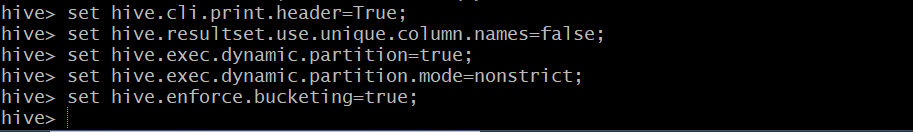 hive> set hive.cli.print.header=True;
hive> set hive.resultset.use.unique.column.names=false;
hive> set hive.exec.dynamic.partition=true;
hive> set hive.exec.dynamic.partition.mode=nonstrict;
hive> set hive.enforce.bucketing=true;
hive>